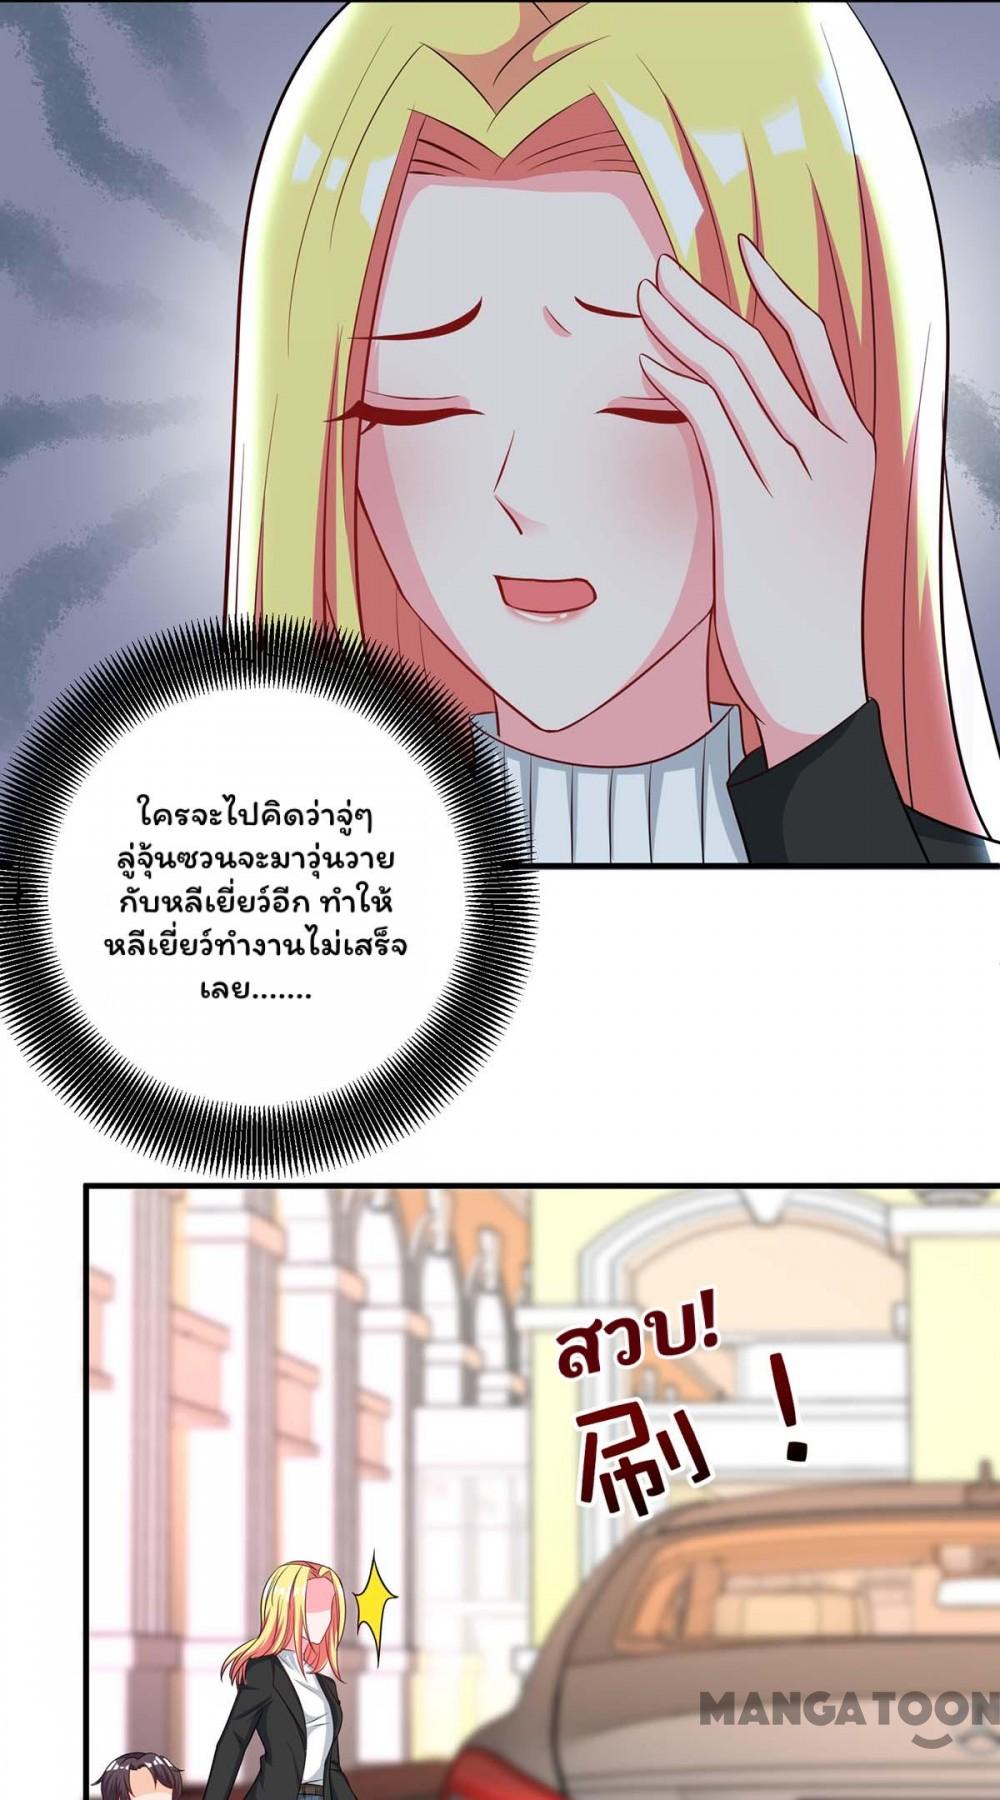 ใครจะไปคิดว่าจู่ๆ
ลู่จุ้นซวนจะมาวุ่นวาย
กับหลีเยี่ยว์อีก ทำให้
หลีเยี่ยว์ทำงานไม่เสร็จ
เลย.......
สวบ!
刷！
MANGATOON